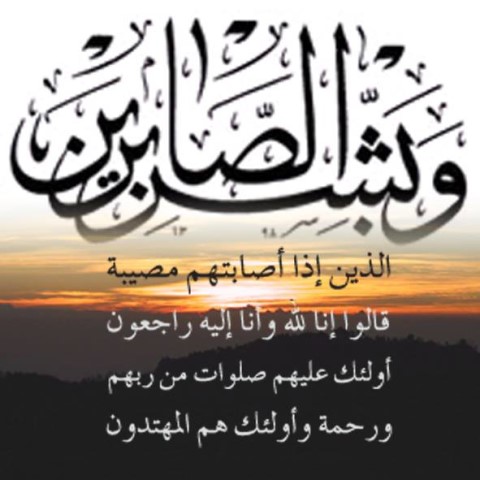 وبشر الصابرين
الذين إذا أصابتهم مصيبة
قالوا إنا لله وأنا إليه راجعون
أولئك عليهم صلوات من ربهم
ورحمة وأولئك هم المهتدون